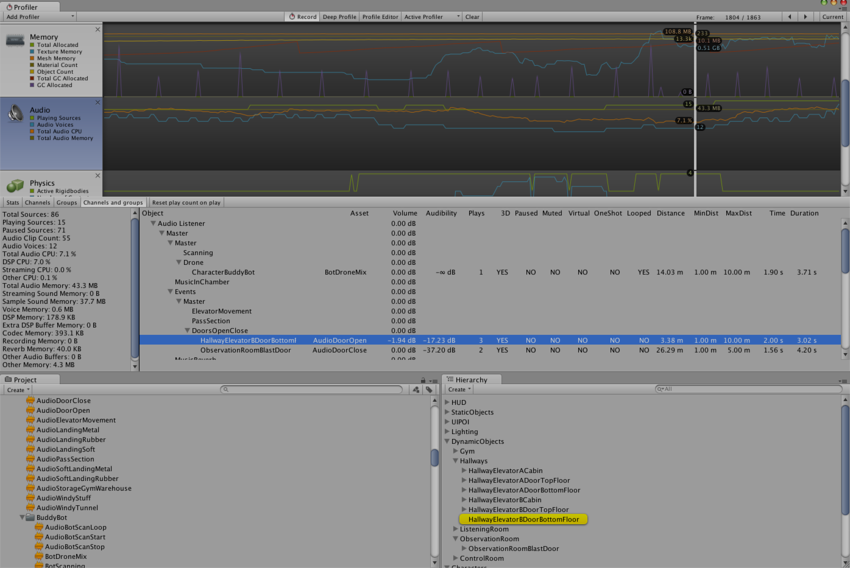 Profiler
Add Profiler
Record Deep Profile Profile Editor Active Profiler Clear Frame: 1804 / 1863 Current
Memory
Total Allocated
Texture Memory
Mesh Memory
Material Count
Object Count
Total GC Allocated
GC Allocated
108.8 MB
13.3k
211
10.1 MB
0.51 GB
0 B
Audio
Playing Sources
Audio Voices
Total Audio CPU
Total Audio Memory
15
43.3 MB
7.1 %
12
Physics
Active Rigidbodies
4
Stats Channels Groups Channels and groups Reset play count on play
Total Sources: 86
Playing Sources: 15
Paused Sources: 71
Audio Clip Count: 55
Audio Voices: 12
Total Audio CPU: 7.1 %
DSP CPU: 7.0 %
Streaming CPU: 0.0 %
Other CPU: 0.1 %
Total Audio Memory: 43.3 MB
Streaming Sound Memory: 0 B
Sample Sound Memory: 37.7 MB
Voice Memory: 0.6 MB
DSP Memory: 178.9 KB
Extra DSP Buffer Memory: 0 B
Codec Memory: 393.1 KB
Recording Memory: 0 B
Reverb Memory: 40.0 KB
Other Audio Buffers: 0 B
Other Memory: 4.3 MB
Object Asset Volume Audibility Plays 3D Paused Muted Virtual OneShot Looped Distance MinDist MaxDist Time Duration
Audio Listener 0.00 dB
Master 0.00 dB
Master 0.00 dB
Scanning 0.00 dB
Drone 0.00 dB
CharacterBuddyBot BotDroneMix 0.00 dB -∞ dB 1 YES NO NO NO NO YES 14.03 m 1.00 m 10.00 m 1.90 s 3.71 s
MusicInChamber 0.00 dB
Events 0.00 dB
Master 0.00 dB
ElevatorMovement 0.00 dB
PassSection 0.00 dB
DoorsOpenClose 0.00 dB
HallwayElevatorBDoorBottomI AudioDoorOpen -1.94 dB -17.23 dB 3 YES NO NO NO NO NO 3.38 m 1.00 m 10.00 m 2.00 s 3.02 s
ObservationRoomBlastDoor AudioDoorClose 0.00 dB -37.20 dB 2 YES NO NO NO NO NO 26.29 m 1.00 m 5.00 m 1.56 s 4.20 s
MusicReverb 0.00 dB
Project
Create
AudioDoorClose
AudioDoorOpen
AudioElevatorMovement
AudioLandingMetal
AudioLandingRubber
AudioLandingSoft
AudioPassSection
AudioSoftLandingMetal
AudioSoftLandingRubber
AudioStorageGymWarehouse
AudioWindyStuff
AudioWindyTunnel
BuddyBot
AudioBotScanLoop
AudioBotScanStart
AudioBotScanStop
BotDroneMix
BotScanning
Hierarchy
Create All
HUD
StaticObjects
UIPOI
Lighting
DynamicObjects
Gym
Hallways
HallwayElevatorACabin
HallwayElevatorADoorTopFloor
HallwayElevatorADoorBottomFloor
HallwayElevatorBCabin
HallwayElevatorBDoorTopFloor
HallwayElevatorBDoorBottomFloor
ListeningRoom
ObservationRoom
ObservationRoomBlastDoor
ControlRoom
Characters